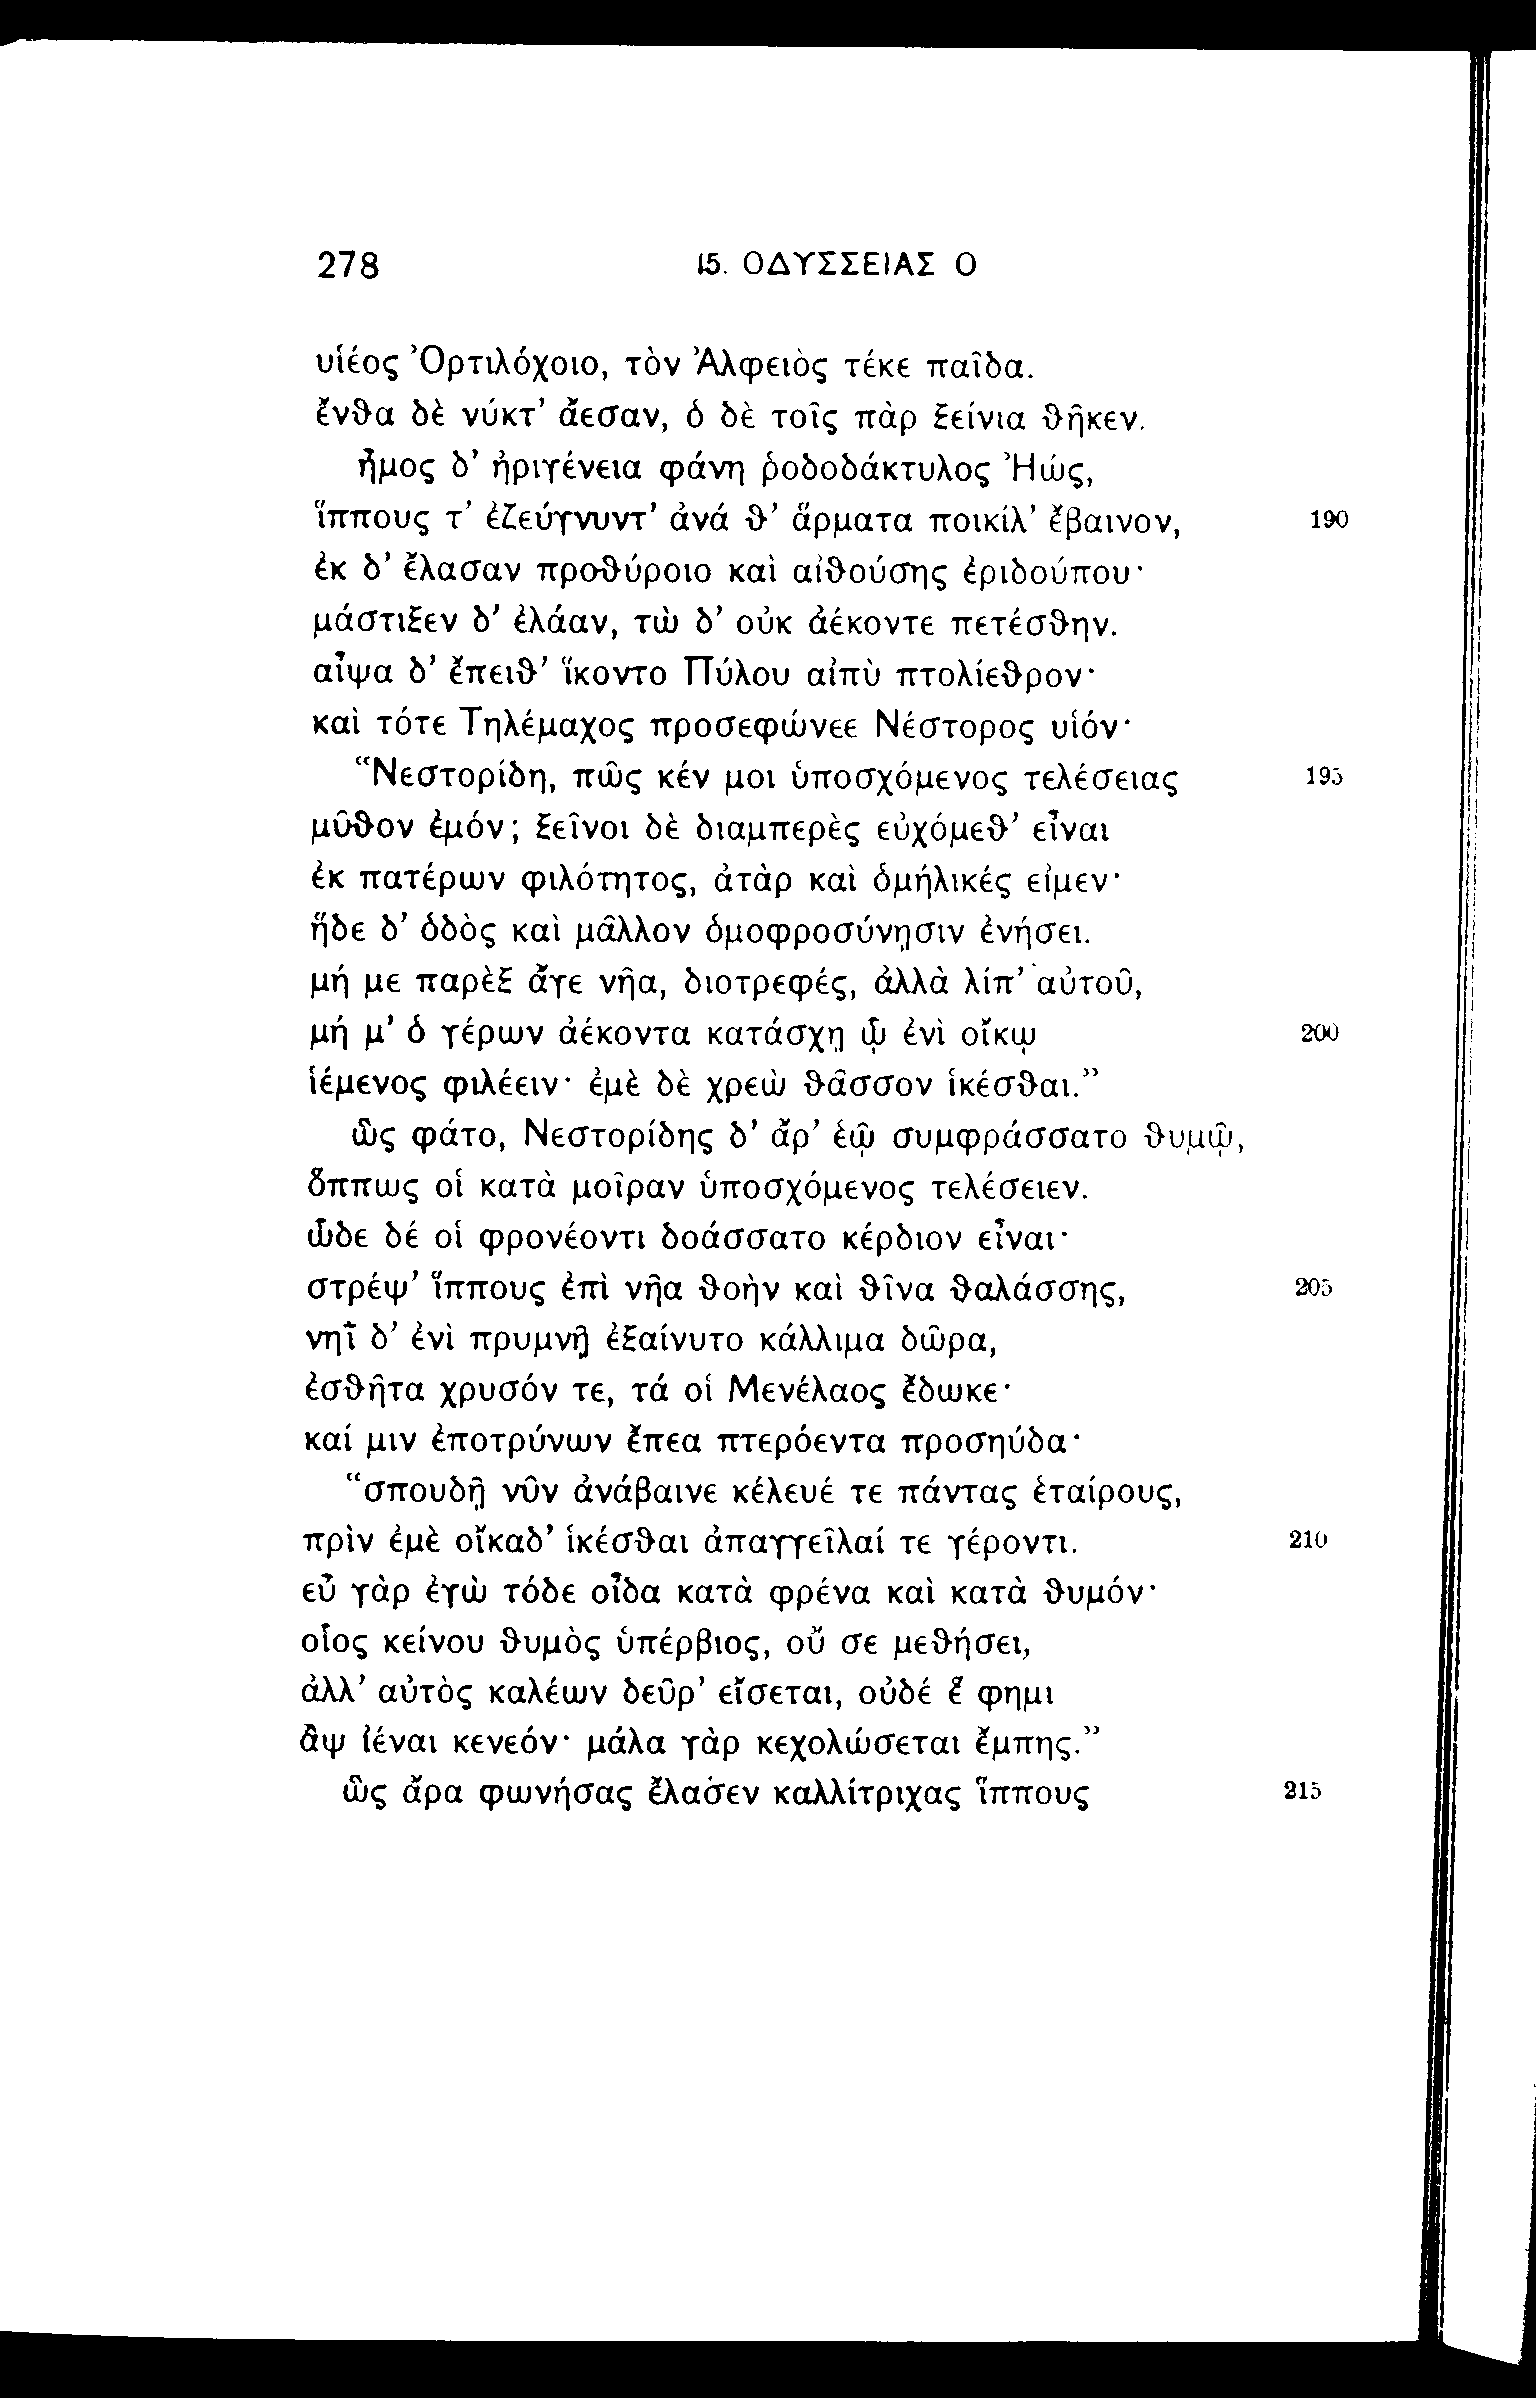 278 15. ΟΔΥΣΣΕΙΑΣ Ο
υἱέος Ὀρτιλόχοιο, τὸν Ἀλφειὸς τέκε παῖδα.
ἔνϑα δὲ νύκτ’ ἄεσαν, ὁ δὲ τοῖς πὰρ ξείνια ϑῆκεν.
ἦμος δ’ ἠριγένεια φάνη ῥοδοδάκτυλος Ἠώς,
ἵππους τ’ ἐζεύγνυντ’ ἀνά ϑ’ ἅρματα ποικίλ’ ἔβαινον, 190
ἐκ δ’ ἔλασαν προϑύροιο καὶ αἰϑούσης ἐριδούπου·
μάστιξεν δ’ ἐλάαν, τὼ δ’ οὐκ ἀέκοντε πετέσϑην.
αἶψα δ’ ἔπειϑ’ ἵκοντο Πύλου αἰπὺ πτολίεϑρον·
καὶ τότε Τηλέμαχος προσεφώνεε Νέστορος υἱόν·
“Νεστορίδη, πῶς κέν μοι ὑποσχόμενος τελέσειας 195
μῦϑον ἐμόν; ξεῖνοι δὲ διαμπερὲς εὐχόμεϑ’ εἶναι
ἐκ πατέρων φιλότητος, ἀτὰρ καὶ ὁμήλικές εἰμεν·
ἥδε δ’ ὁδὸς καὶ μᾶλλον ὁμοφροσύνῃσιν ἐνήσει.
μή με παρὲξ ἄγε νῆα, διοτρεφές, ἀλλὰ λίπ’ αὐτοῦ,
μή μ’ ὁ γέρων ἀέκοντα κατάσχῃ ᾧ ἐνὶ οἴκῳ 200
ἱέμενος φιλέειν· ἐμὲ δὲ χρεὼ ϑᾶσσον ἱκέσϑαι.”
ὣς φάτο, Νεστορίδης δ’ ἄρ’ ἑῷ συμφράσσατο ϑυμῷ,
ὅππως οἱ κατὰ μοῖραν ὑποσχόμενος τελέσειεν.
ὧδε δέ οἱ φρονέοντι δοάσσατο κέρδιον εἶναι·
στρέψ’ ἵππους ἐπὶ νῆα ϑοὴν καὶ ϑῖνα ϑαλάσσης, 205
νηῒ δ’ ἐνὶ πρυμνῇ ἐξαίνυτο κάλλιμα δῶρα,
ἐσϑῆτα χρυσόν τε, τά οἱ Μενέλαος ἔδωκε·
καί μιν ἐποτρύνων ἔπεα πτερόεντα προσηύδα·
“σπουδῇ νῦν ἀνάβαινε κέλευέ τε πάντας ἑταίρους,
πρὶν ἐμὲ οἴκαδ’ ἱκέσϑαι ἀπαγγεῖλαί τε γέροντι. 210
εὖ γὰρ ἐγὼ τόδε οἶδα κατὰ φρένα καὶ κατὰ ϑυμόν·
οἷος κείνου ϑυμὸς ὑπέρβιος, οὔ σε μεϑήσει,
ἀλλ’ αὐτὸς καλέων δεῦρ’ εἴσεται, οὐδέ ἕ φημι
ἂψ ἰέναι κενεόν· μάλα γὰρ κεχολώσεται ἔμπης.”
ὣς ἄρα φωνήσας ἔλασεν καλλίτριχας ἵππους 215